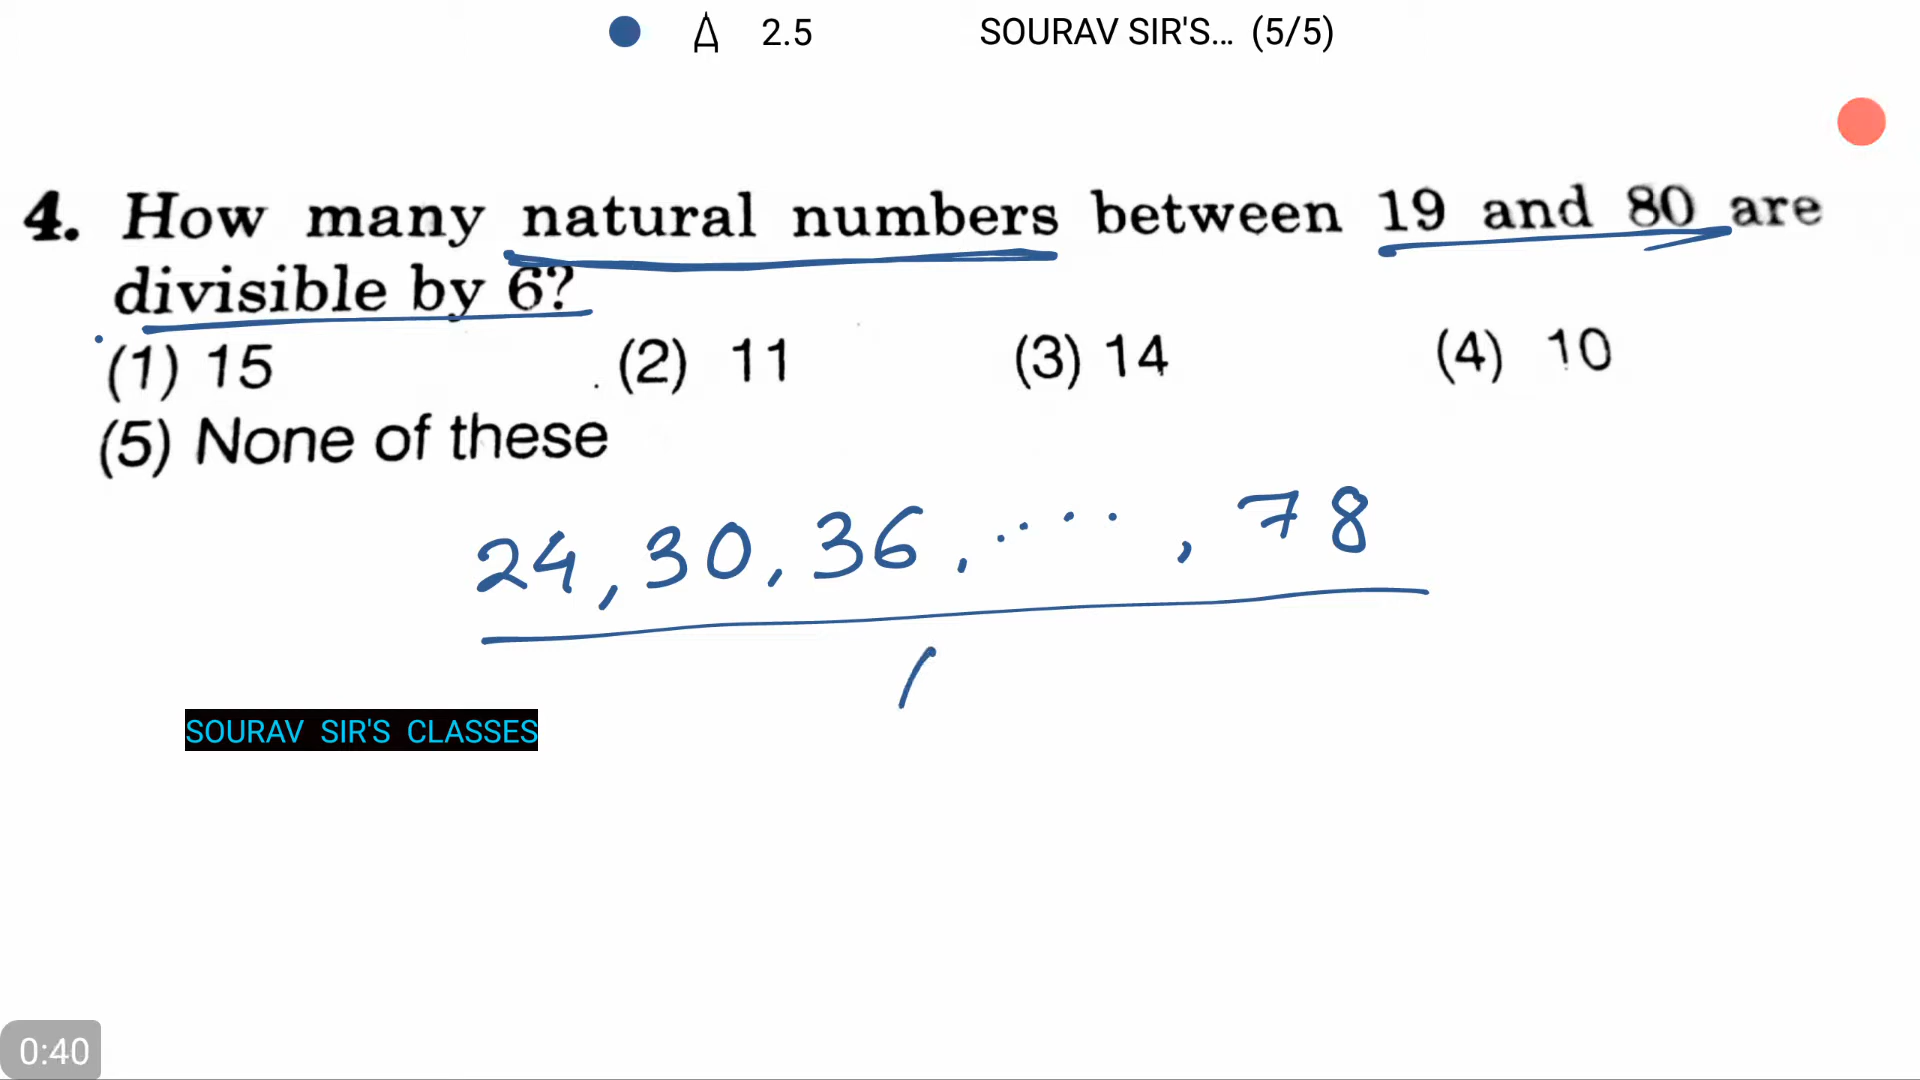 2.5 SOURAV SIR'S... (5/5)
4. How many natural numbers between 19 and 80 are
divisible by 6?
(1) 15 (2) 11 (3) 14 (4) 10
(5) None of these
24, 30, 36, ....., 78
SOURAV SIR'S CLASSES
0:40